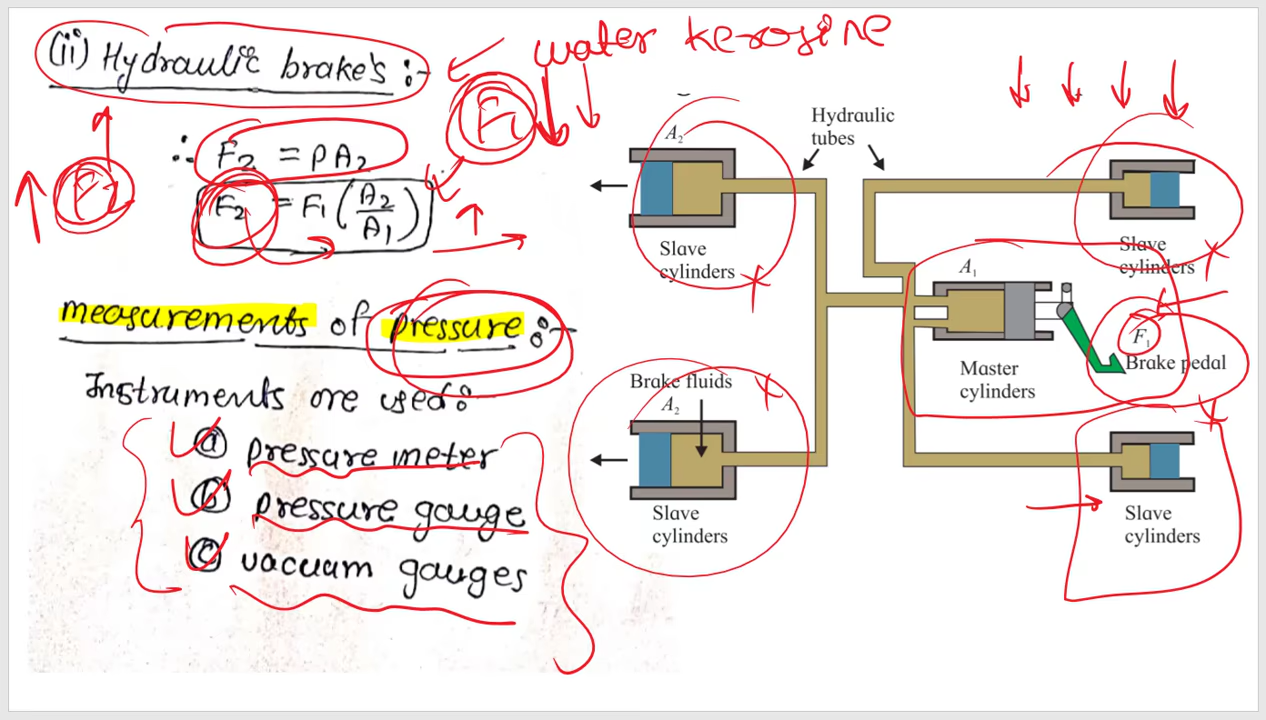 (ii) Hydraulic brake's :-
water kerosine
F1
∴ F2 = PA2
F2 = F1 (A2/A1)
measurements of pressure :-
Instruments are used :
(a) pressure meter
(b) pressure gauge
(c) vacuum gauges
A2
Hydraulic
tubes
Slave
cylinders
Slave
cylinders
A1
F1
Brake pedal
Master
cylinders
Brake fluids
A2
Slave
cylinders
Slave
cylinders